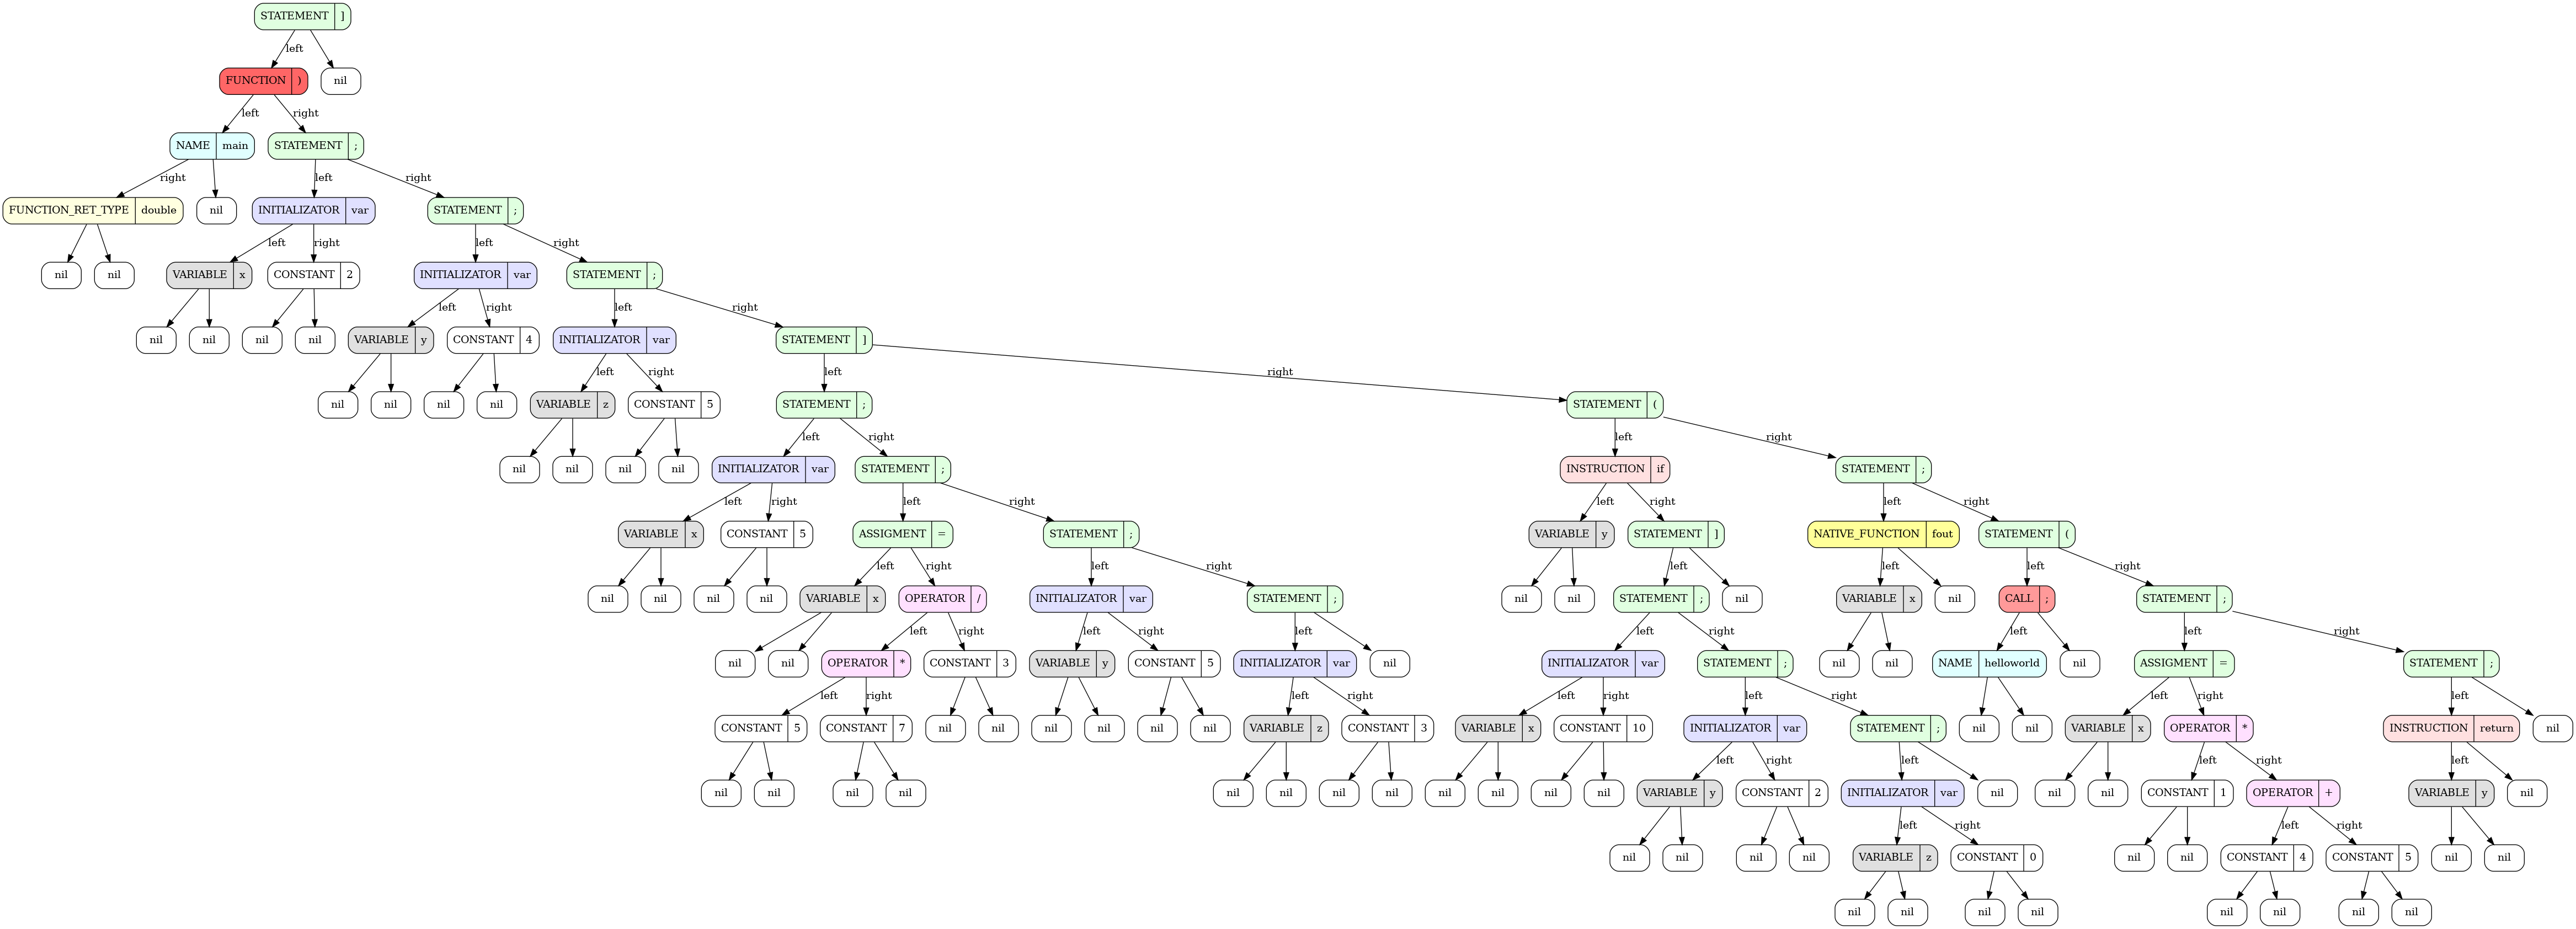 STATEMENT ]
left
FUNCTION ) nil
left right
NAME main STATEMENT ;
right left right
FUNCTION_RET_TYPE double nil INITIALIZATOR var STATEMENT ;
left right left right
nil nil VARIABLE x CONSTANT 2 INITIALIZATOR var STATEMENT ;
left right left right
nil nil nil nil VARIABLE y CONSTANT 4 INITIALIZATOR var STATEMENT ]
left right left right
nil nil nil nil VARIABLE z CONSTANT 5 STATEMENT ; STATEMENT (
left right left right
nil nil nil nil INITIALIZATOR var STATEMENT ; INSTRUCTION if STATEMENT ;
left right left right left right left right
VARIABLE x CONSTANT 5 ASSIGMENT = STATEMENT ; VARIABLE y STATEMENT ] NATIVE_FUNCTION fout STATEMENT (
left right left right left left left right
nil nil nil nil VARIABLE x OPERATOR / INITIALIZATOR var STATEMENT ; nil nil STATEMENT ; nil VARIABLE x nil CALL ; STATEMENT ;
left right left right left left right left left right
nil nil OPERATOR * CONSTANT 3 VARIABLE y CONSTANT 5 INITIALIZATOR var nil INITIALIZATOR var STATEMENT ; nil nil NAME helloworld nil ASSIGMENT = STATEMENT ;
left right left right left right left right left right left
CONSTANT 5 CONSTANT 7 nil nil nil nil nil nil VARIABLE z CONSTANT 3 VARIABLE x CONSTANT 10 INITIALIZATOR var STATEMENT ; nil nil VARIABLE x OPERATOR * INSTRUCTION return nil
left right left left right left
nil nil nil nil nil nil nil nil nil nil nil nil VARIABLE y CONSTANT 2 INITIALIZATOR var nil nil nil CONSTANT 1 OPERATOR + VARIABLE y nil
left right left right
nil nil nil nil VARIABLE z CONSTANT 0 nil nil CONSTANT 4 CONSTANT 5 nil nil
nil nil nil nil nil nil nil nil